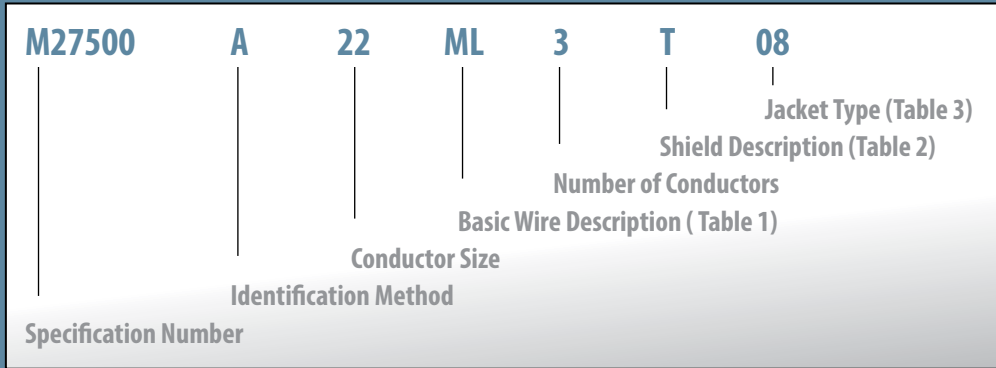 M27500 A 22 ML 3 T 08
Jacket Type (Table 3)
Shield Description (Table 2)
Number of Conductors
Basic Wire Description ( Table 1)
Conductor Size
Identification Method
Specification Number